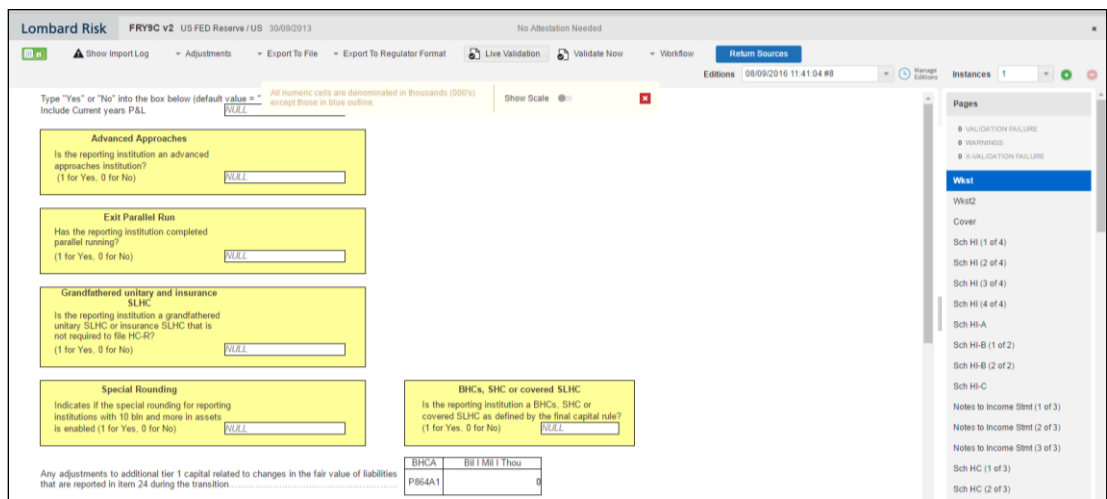 Lombard Risk FRY9C v2 US FED Reserve / US 30/09/2013 No Attestation Needed
Show Import Log Adjustments Export To File Export To Regulator Format Live Validation Validate Now Workflow Return Sources
Editions 08/09/2016 11:41:04 #8 Manage Editions Instances 1
Type "Yes" or "No" into the box below (default value = "
Include Current years P&L NULL
All numeric cells are denominated in thousands (000's)
except those in blue outline.
Show Scale
Advanced Approaches
Is the reporting institution an advanced
approaches institution?
(1 for Yes, 0 for No) NULL
Exit Parallel Run
Has the reporting institution completed
parallel running?
(1 for Yes, 0 for No) NULL
Grandfathered unitary and insurance
SLHC
Is the reporting institution a grandfathered
unitary SLHC or insurance SLHC that is
not required to file HC-R?
(1 for Yes, 0 for No) NULL
Special Rounding
Indicates if the special rounding for reporting
institutions with 10 bln and more in assets
is enabled (1 for Yes, 0 for No) NULL
BHCs, SHC or covered SLHC
Is the reporting institution a BHCs, SHC or
covered SLHC as defined by the final capital rule?
(1 for Yes, 0 for No) NULL
BHCA Bil I Mil I Thou
Any adjustments to additional tier 1 capital related to changes in the fair value of liabilities
that are reported in item 24 during the transition P864A1 0
Pages
0 VALIDATION FAILURE
0 WARNINGS
0 X-VALIDATION FAILURE
Wkst
Wkst2
Cover
Sch HI (1 of 4)
Sch HI (2 of 4)
Sch HI (3 of 4)
Sch HI (4 of 4)
Sch HI-A
Sch HI-B (1 of 2)
Sch HI-B (2 of 2)
Sch HI-C
Notes to Income Stmt (1 of 3)
Notes to Income Stmt (2 of 3)
Notes to Income Stmt (3 of 3)
Sch HC (1 of 3)
Sch HC (2 of 3)